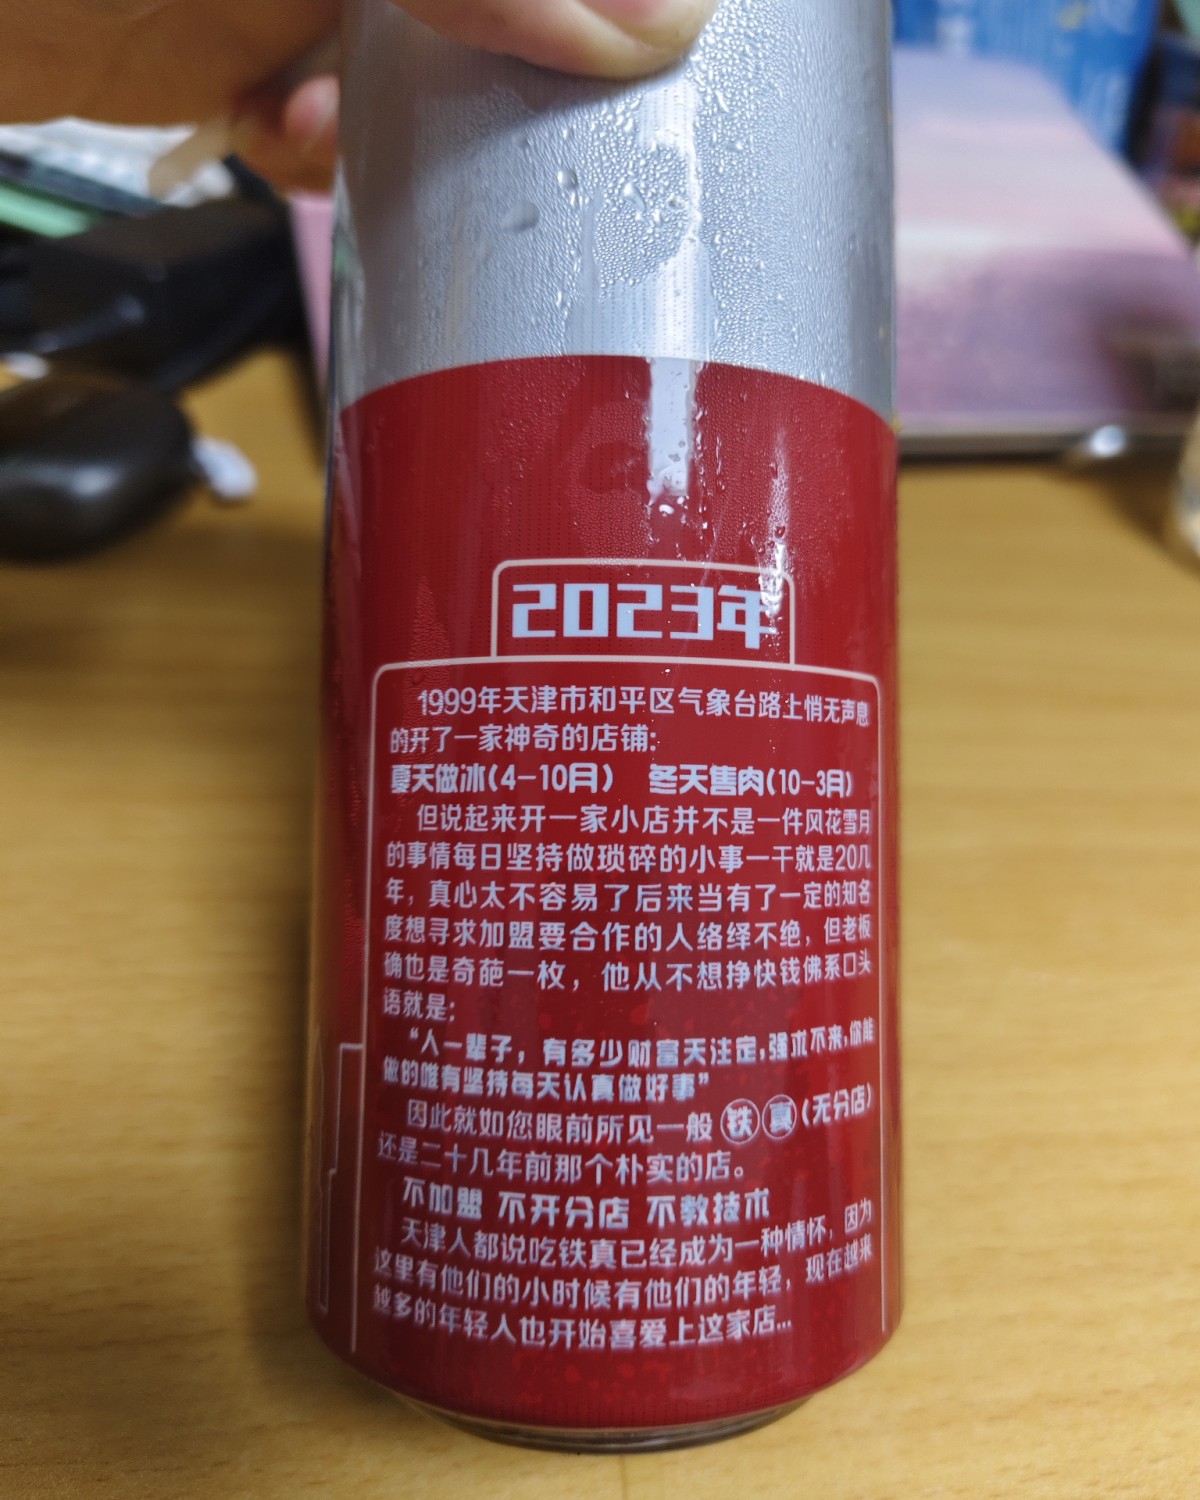 2023年
1999年天津市和平区气象台路上悄无声息
的开了一家神奇的店铺:
夏天做冰(4-10月) 冬天售肉(10-3月)
但说起来开一家小店并不是一件风花雪月
的事情每日坚持做琐碎的小事一干就是20几
年，真心太不容易了后来当有了一定的知名
度想寻求加盟要合作的人络绎不绝，但老板
确也是奇葩一枚，他从不想挣快钱佛系口头
语就是:
“人一辈子，有多少财富天注定,强求不来,你能
做的唯有坚持每天认真做好事”
因此就如您眼前所见一般 铁 真 (无分店)
还是二十几年前那个朴实的店。
不加盟 不开分店 不教技术
天津人都说吃铁真已经成为一种情怀，因为
这里有他们的小时候有他们的年轻，现在越来
越多的年轻人也开始喜爱上这家店...